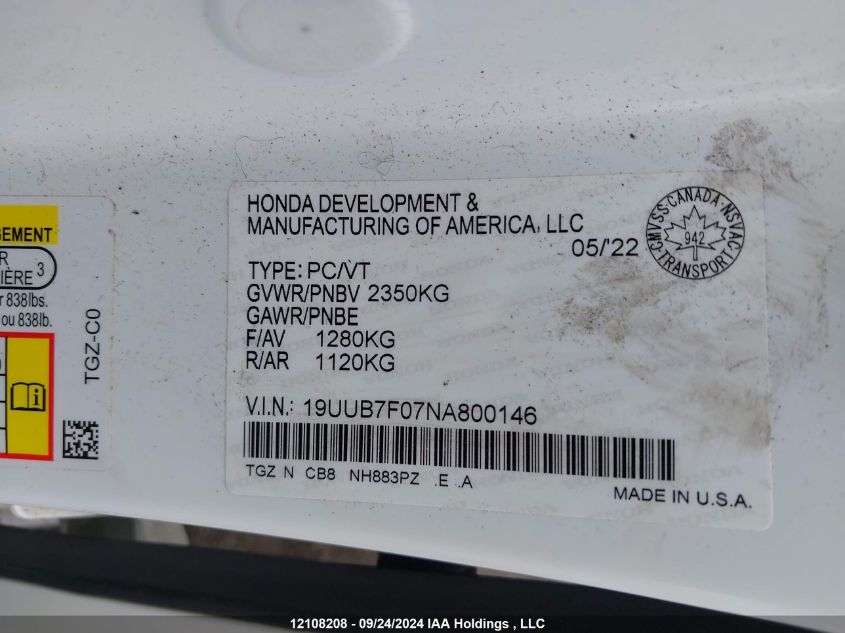 GEMENT
R
IÈRE 3
r 838lbs.
ou 838lb.
TGZ-C0
HONDA DEVELOPMENT &
MANUFACTURING OF AMERICA, LLC
05/'22
CMVSS-CANADA-NSVAC
942
TRANSPORT
TYPE: PC/VT
GVWR/PNBV 2350KG
GAWR/PNBE
F/AV 1280KG
R/AR 1120KG
V.I.N.: 19UUB7F07NA800146
TGZ N CB8 NH883PZ .E .A
MADE IN U.S.A.
12108208 - 09/24/2024 IAA Holdings , LLC